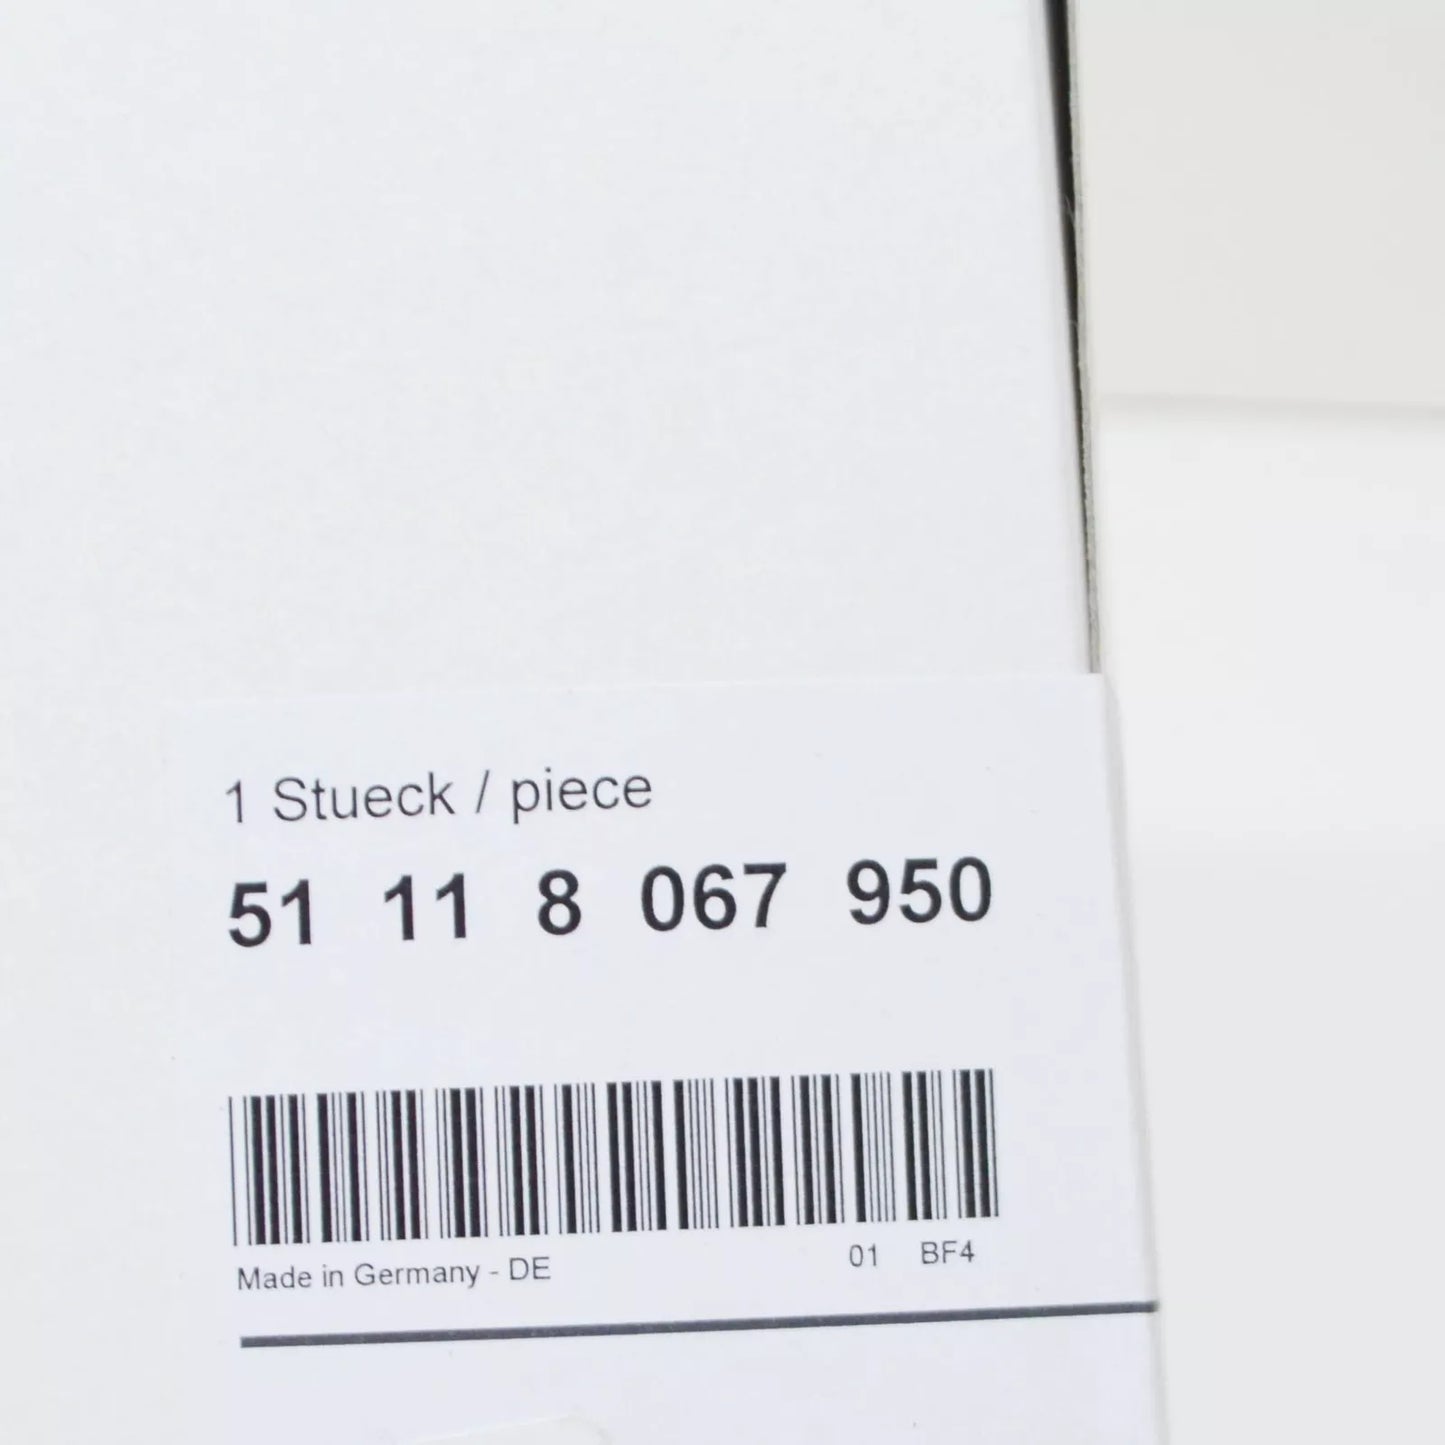 1 Stueck / piece
51 11 8 067 950
Made in Germany - DE 01 BF4